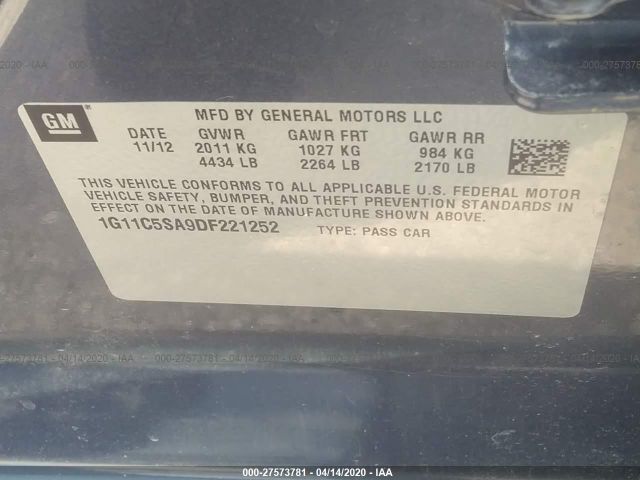 GM
MFD BY GENERAL MOTORS LLC
DATE GVWR GAWR FRT GAWR RR
11/12 2011 KG 1027 KG 984 KG
4434 LB 2264 LB 2170 LB
THIS VEHICLE CONFORMS TO ALL APPLICABLE U.S. FEDERAL MOTOR
VEHICLE SAFETY, BUMPER, AND THEFT PREVENTION STANDARDS IN
EFFECT ON THE DATE OF MANUFACTURE SHOWN ABOVE.
1G11C5SA9DF221252 TYPE: PASS CAR
000-27573781 - 04/14/2020 - IAA